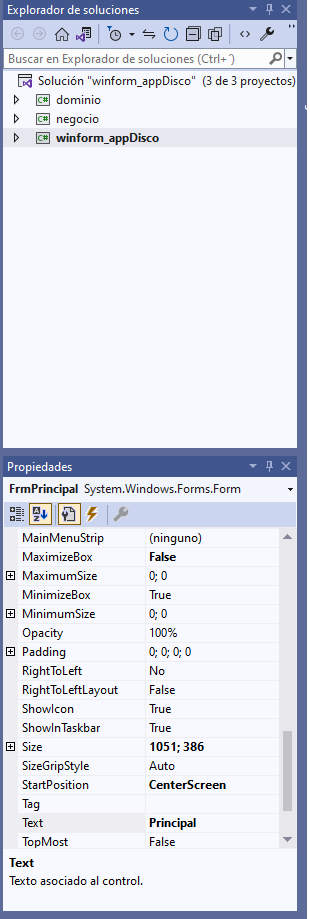 Explorador de soluciones
Buscar en Explorador de soluciones (Ctrl+´)
Solución "winform_appDisco" (3 de 3 proyectos)
C# dominio
C# negocio
C# winform_appDisco
Propiedades
FrmPrincipal System.Windows.Forms.Form
MainMenuStrip (ninguno)
MaximizeBox False
MaximumSize 0; 0
MinimizeBox True
MinimumSize 0; 0
Opacity 100%
Padding 0; 0; 0; 0
RightToLeft No
RightToLeftLayout False
ShowIcon True
ShowInTaskbar True
Size 1051; 386
SizeGripStyle Auto
StartPosition CenterScreen
Tag
Text Principal
TopMost False
Text
Texto asociado al control.